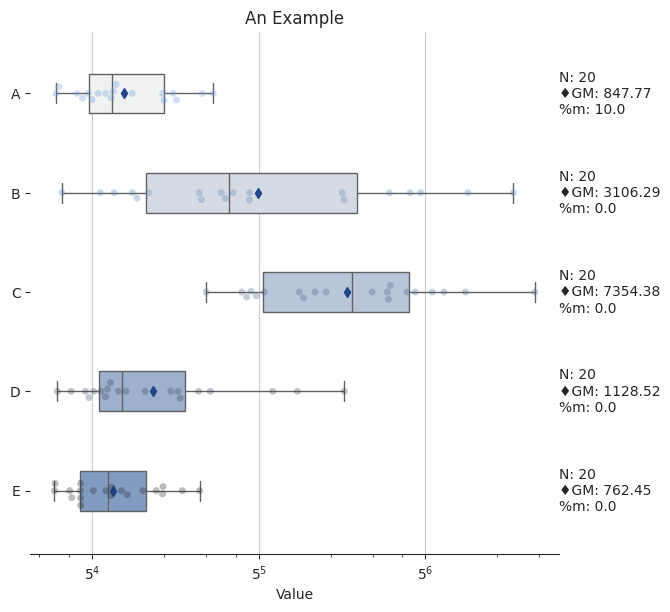 An Example
A
N: 20
♦GM: 847.77
%m: 10.0
B
N: 20
♦GM: 3106.29
%m: 0.0
C
N: 20
♦GM: 7354.38
%m: 0.0
D
N: 20
♦GM: 1128.52
%m: 0.0
E
N: 20
♦GM: 762.45
%m: 0.0
5⁴ 5⁵ 5⁶
Value